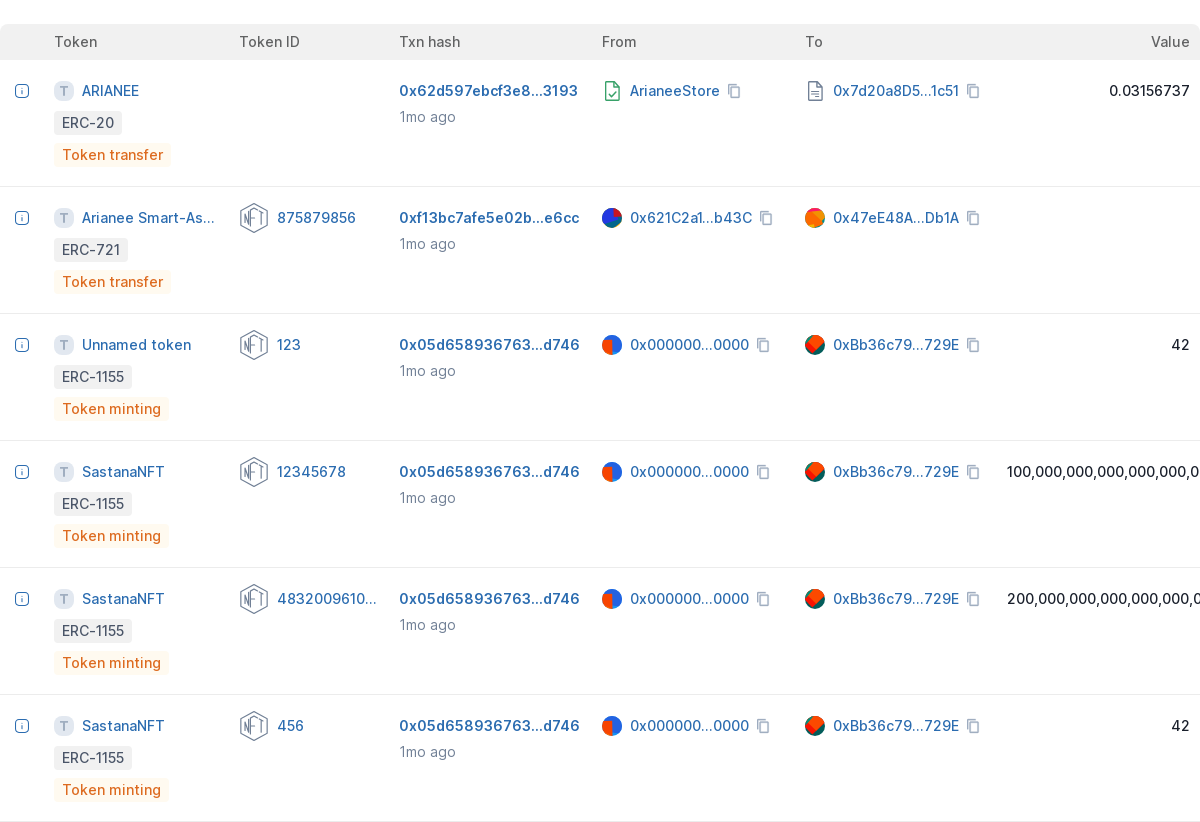 Token Token ID Txn hash From To Value
T ARIANEE 0x62d597ebcf3e8...3193 ArianeeStore 0x7d20a8D5...1c51 0.03156737
1mo ago
ERC-20
Token transfer
T Arianee Smart-As... NFT 875879856 0xf13bc7afe5e02b...e6cc 0x621C2a1...b43C 0x47eE48A...Db1A
1mo ago
ERC-721
Token transfer
T Unnamed token NFT 123 0x05d658936763...d746 0x000000...0000 0xBb36c79...729E 42
1mo ago
ERC-1155
Token minting
T SastanaNFT NFT 12345678 0x05d658936763...d746 0x000000...0000 0xBb36c79...729E 100,000,000,000,000,000,0
1mo ago
ERC-1155
Token minting
T SastanaNFT NFT 4832009610... 0x05d658936763...d746 0x000000...0000 0xBb36c79...729E 200,000,000,000,000,000,0
1mo ago
ERC-1155
Token minting
T SastanaNFT NFT 456 0x05d658936763...d746 0x000000...0000 0xBb36c79...729E 42
1mo ago
ERC-1155
Token minting